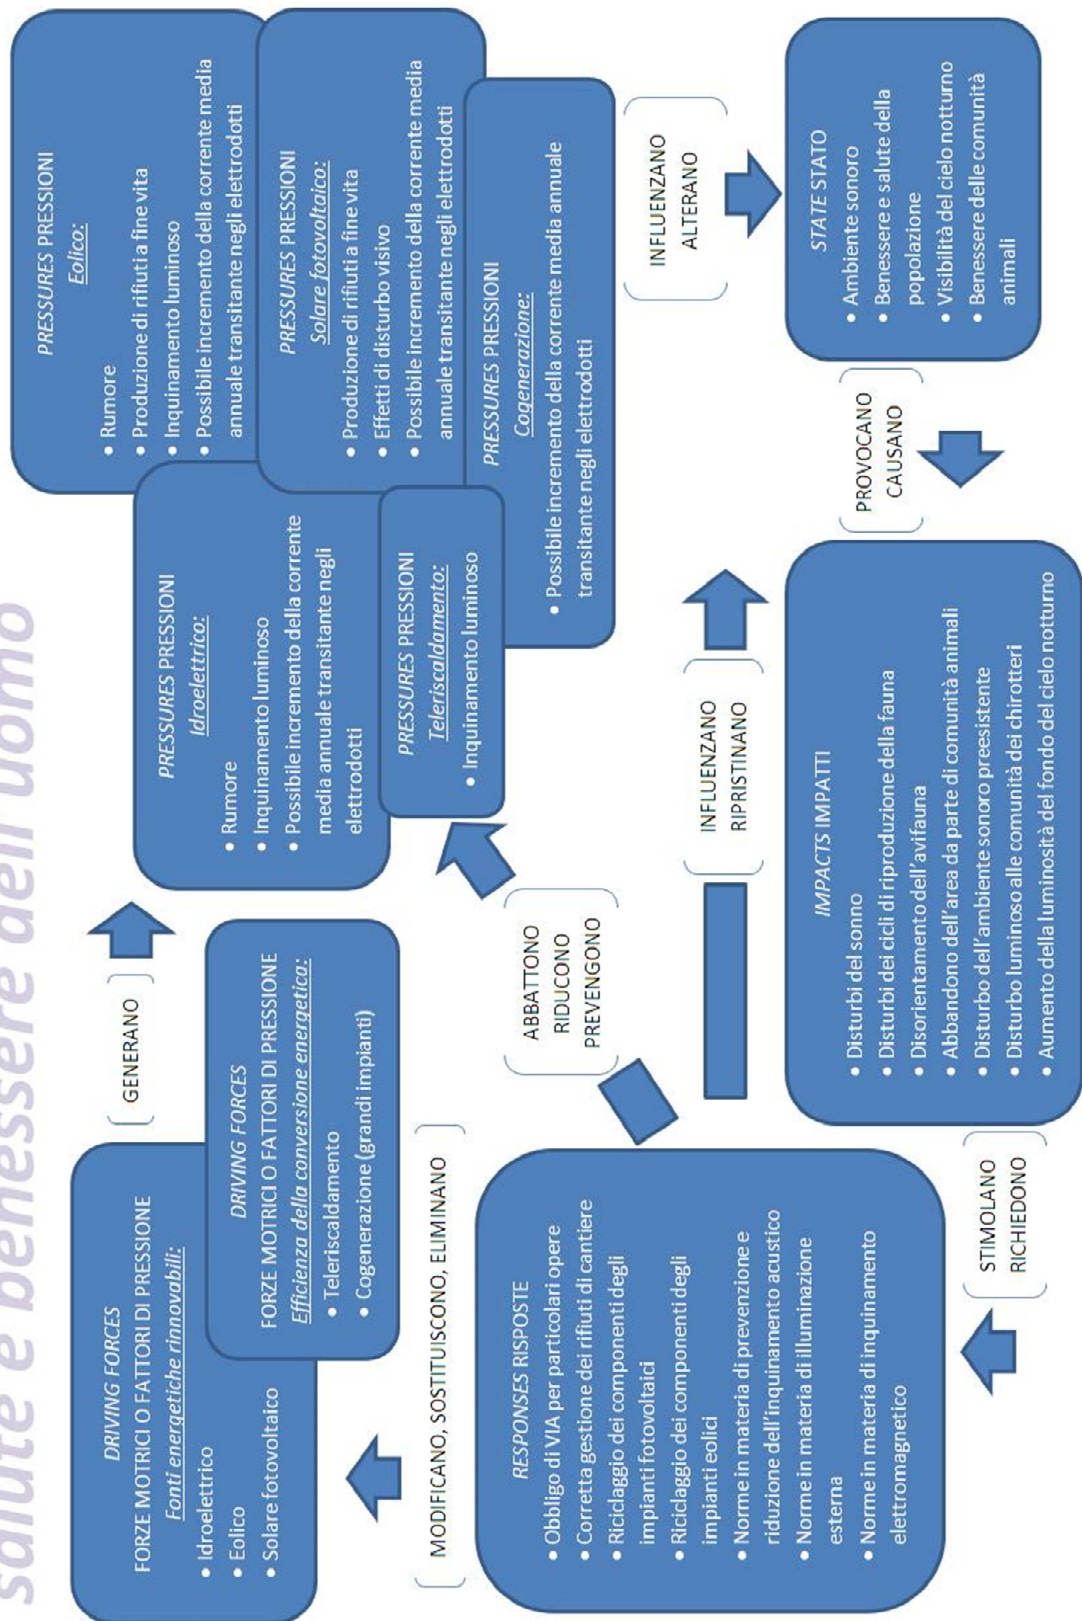 salute e benessere dell'uomo
DRIVING FORCES
FORZE MOTRICI O FATTORI DI PRESSIONE
Fonti energetiche rinnovabili:
• Idroelettrico
• Eolico
• Solare fotovoltaico
DRIVING FORCES
FORZE MOTRICI O FATTORI DI PRESSIONE
Efficienza della conversione energetica:
• Teleriscaldamento
• Cogenerazione (grandi impianti)
GENERANO
PRESSURES PRESSIONI
Idroelettrico:
• Rumore
• Inquinamento luminoso
• Possibile incremento della corrente
media annuale transitante negli
elettrodotti
PRESSURES PRESSIONI
Eolico:
• Rumore
• Produzione di rifiuti a fine vita
• Inquinamento luminoso
• Possibile incremento della corrente media
annuale transitante negli elettrodotti
PRESSURES PRESSIONI
Solare fotovoltaico:
• Produzione di rifiuti a fine vita
• Effetti di disturbo visivo
• Possibile incremento della corrente media
annuale transitante negli elettrodotti
PRESSURES PRESSIONI
Teleriscaldamento:
• Inquinamento luminoso
PRESSURES PRESSIONI
Cogenerazione:
• Possibile incremento della corrente media annuale
transitante negli elettrodotti
INFLUENZANO
ALTERANO
STATE STATO
• Ambiente sonoro
• Benessere e salute della
popolazione
• Visibilità del cielo notturno
• Benessere delle comunità
animali
PROVOCANO
CAUSANO
IMPACTS IMPATTI
• Disturbi del sonno
• Disturbi dei cicli di riproduzione della fauna
• Disorientamento dell'avifauna
• Abbandono dell'area da parte di comunità animali
• Disturbo dell'ambiente sonoro preesistente
• Disturbo luminoso alle comunità dei chirotteri
• Aumento della luminosità del fondo del cielo notturno
STIMOLANO
RICHIEDONO
RESPONSES RISPOSTE
• Obbligo di VIA per particolari opere
• Corretta gestione dei rifiuti di cantiere
• Riciclaggio dei componenti degli
impianti fotovoltaici
• Riciclaggio dei componenti degli
impianti eolici
• Norme in materia di prevenzione e
riduzione dell'inquinamento acustico
• Norme in materia di illuminazione
esterna
• Norme in materia di inquinamento
elettromagnetico
MODIFICANO, SOSTITUISCONO, ELIMINANO
ABBATTONO
RIDUCONO
PREVENGONO
INFLUENZANO
RIPRISTINANO